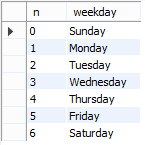 n weekday
0 Sunday
1 Monday
2 Tuesday
3 Wednesday
4 Thursday
5 Friday
6 Saturday